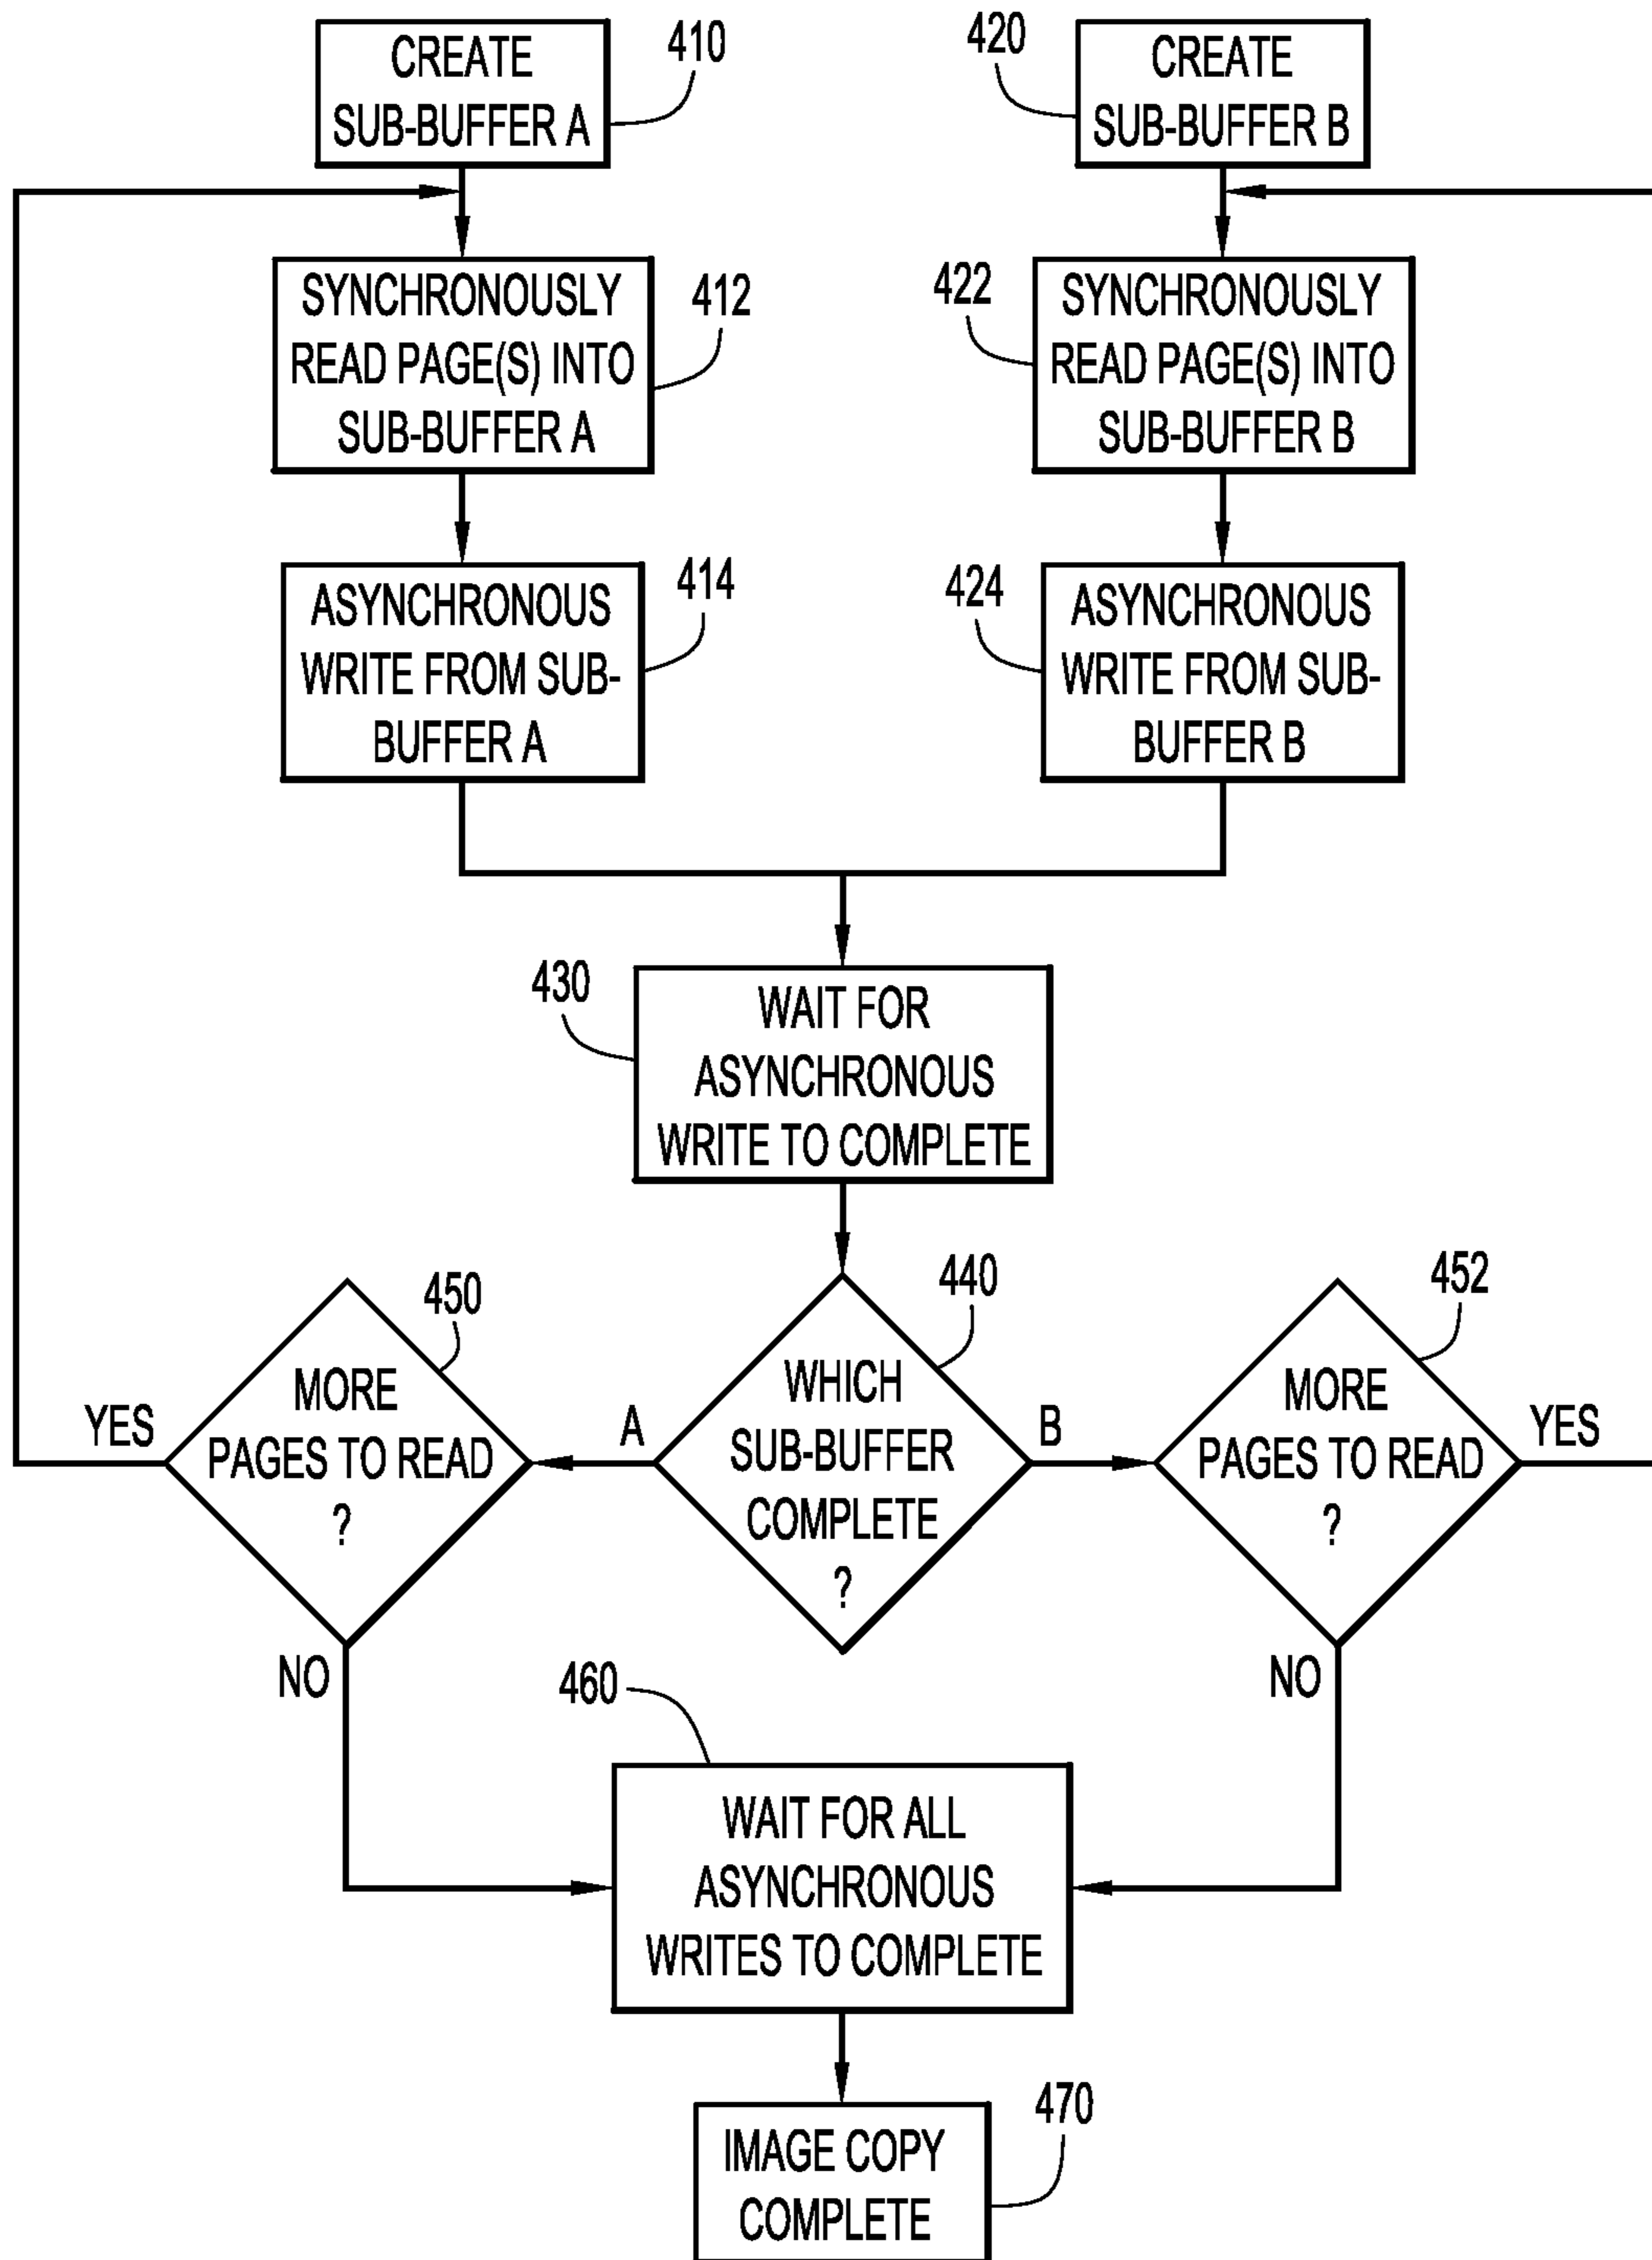 CREATE
SUB-BUFFER A
410
420
CREATE
SUB-BUFFER B
SYNCHRONOUSLY
READ PAGE(S) INTO
SUB-BUFFER A
412
422
SYNCHRONOUSLY
READ PAGE(S) INTO
SUB-BUFFER B
ASYNCHRONOUS
WRITE FROM SUB-
BUFFER A
414
424
ASYNCHRONOUS
WRITE FROM SUB-
BUFFER B
430
WAIT FOR
ASYNCHRONOUS
WRITE TO COMPLETE
450
MORE
PAGES TO READ
?
YES
NO
A
440
WHICH
SUB-BUFFER
COMPLETE
?
B
452
MORE
PAGES TO READ
?
YES
NO
460
WAIT FOR ALL
ASYNCHRONOUS
WRITES TO COMPLETE
470
IMAGE COPY
COMPLETE